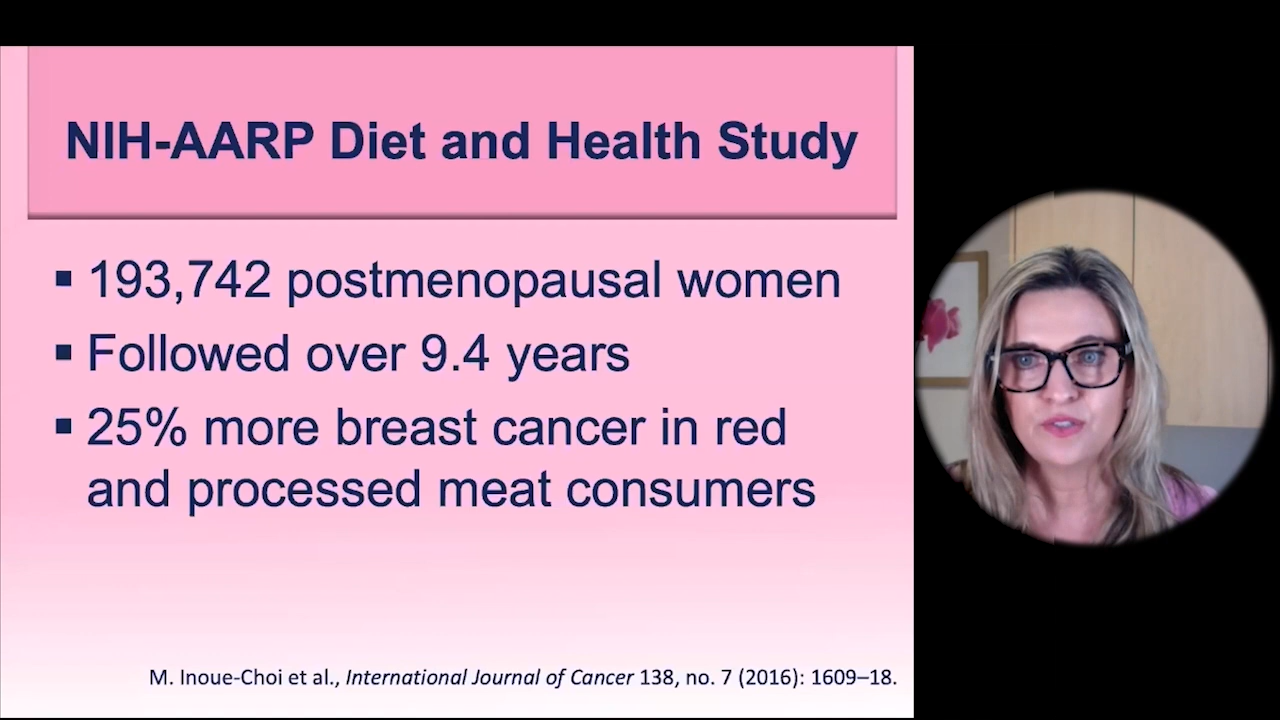 NIH-AARP Diet and Health Study
▪ 193,742 postmenopausal women
▪ Followed over 9.4 years
▪ 25% more breast cancer in red
and processed meat consumers
M. Inoue-Choi et al., International Journal of Cancer 138, no. 7 (2016): 1609–18.